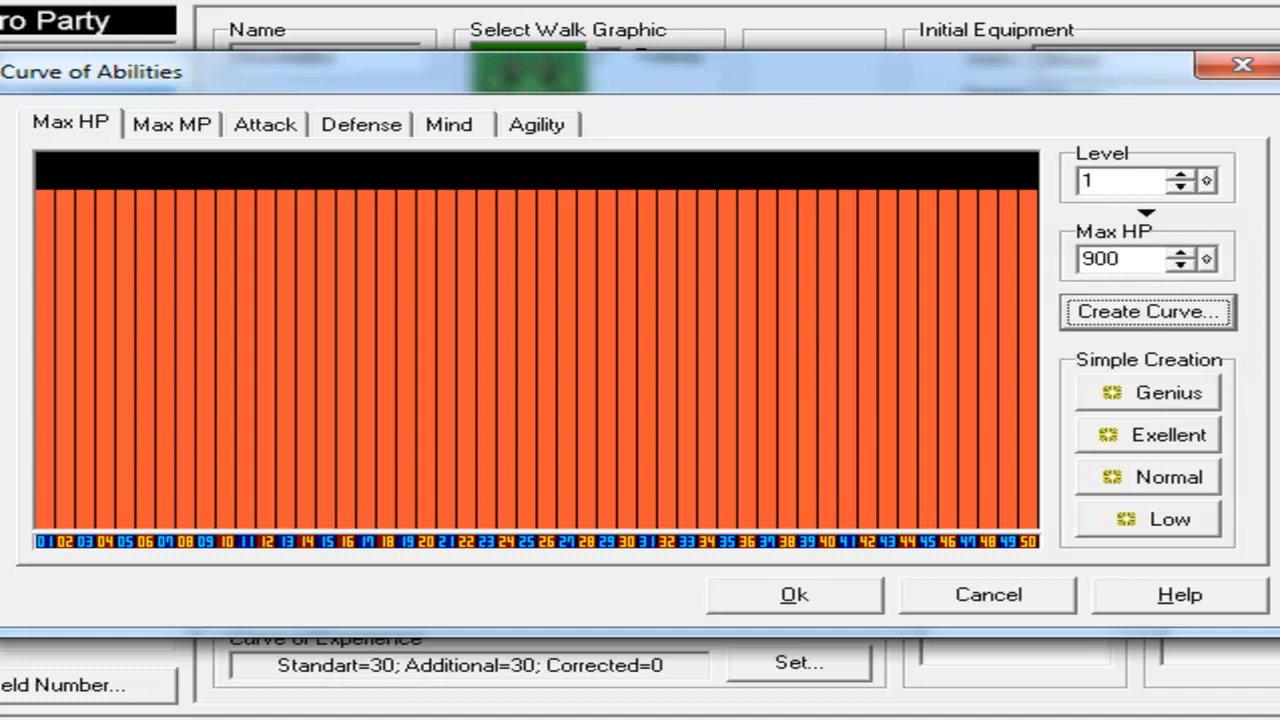 ro Party
Name
Select Walk Graphic
Initial Equipment
Curve of Abilities
Max HP
Max MP
Attack
Defense
Mind
Agility
Level
1
Max HP
900
Create Curve...
Simple Creation
Genius
Exellent
Normal
Low
01 02 03 04 05 06 07 08 09 10 11 12 13 14 15 16 17 18 19 20 21 22 23 24 25 26 27 28 29 30 31 32 33 34 35 36 37 38 39 40 41 42 43 44 45 46 47 48 49 50
Ok
Cancel
Help
Curve of Experience
Standart=30; Additional=30; Corrected=0
Set...
eld Number...